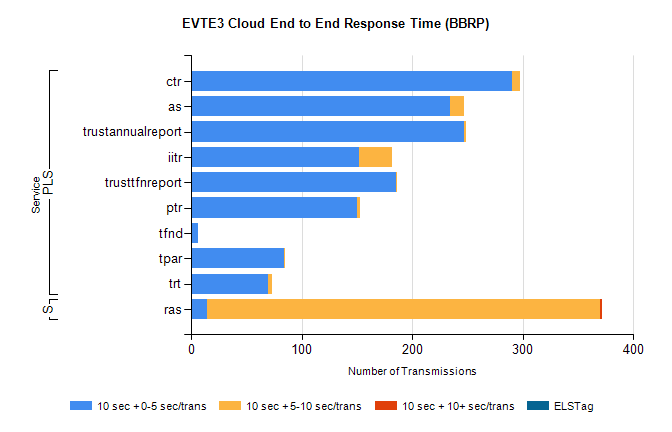 EVTE3 Cloud End to End Response Time (BBRP)
Service
PLS
S
ctr
as
trustannualreport
iitr
trusttfnreport
ptr
tfnd
tpar
trt
ras
0 100 200 300 400
Number of Transmissions
10 sec +0-5 sec/trans 10 sec +5-10 sec/trans 10 sec + 10+ sec/trans ELSTag